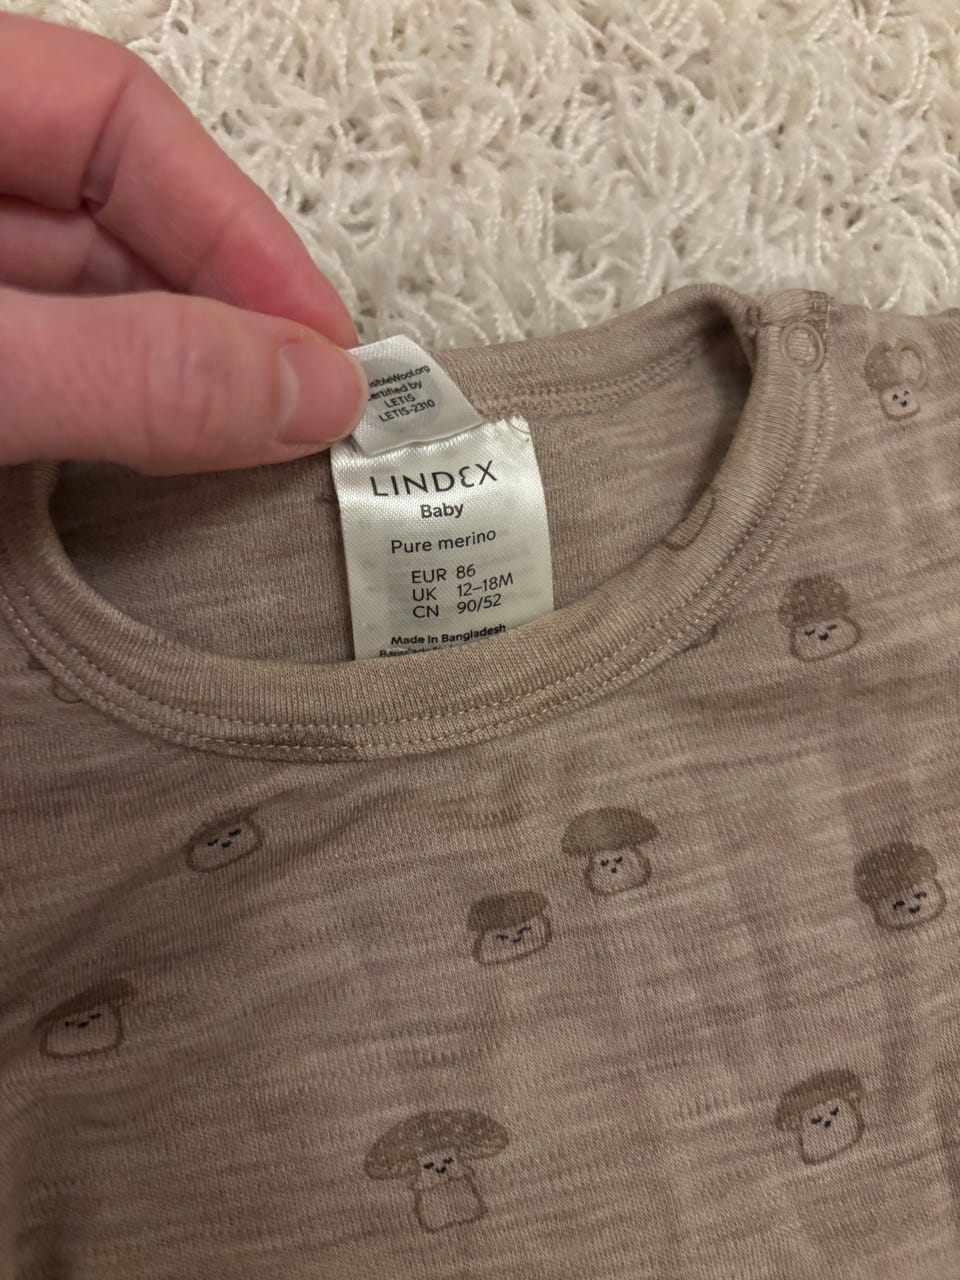 certified by
LETIS
LETIS-2310
LINDEX
Baby
Pure merino
EUR 86
UK 12–18M
CN 90/52
Made in Bangladesh